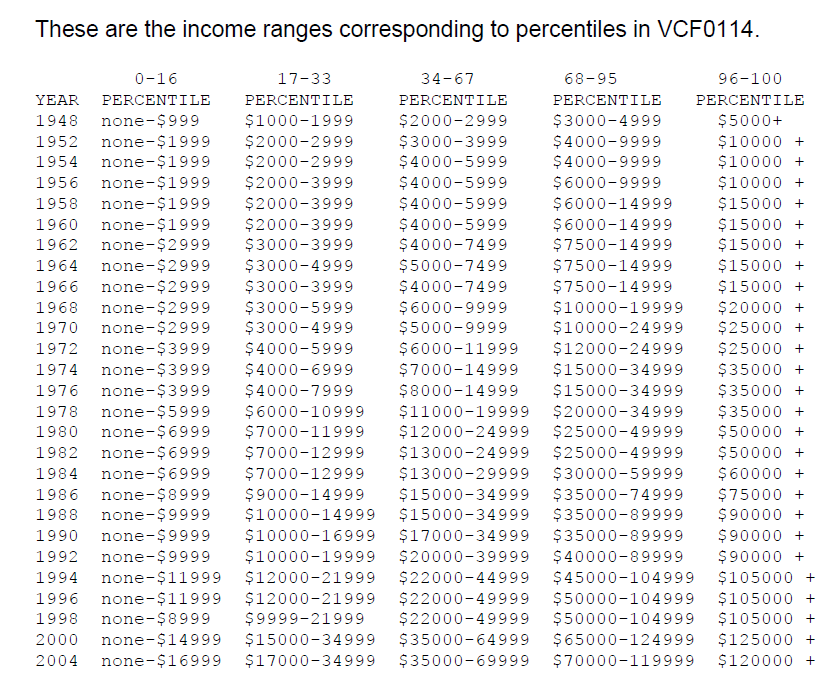 These are the income ranges corresponding to percentiles in VCF0114.
0-16 17-33 34-67 68-95 96-100
YEAR PERCENTILE PERCENTILE PERCENTILE PERCENTILE PERCENTILE
1948 none-$999 $1000-1999 $2000-2999 $3000-4999 $5000+
1952 none-$1999 $2000-2999 $3000-3999 $4000-9999 $10000 +
1954 none-$1999 $2000-2999 $4000-5999 $4000-9999 $10000 +
1956 none-$1999 $2000-3999 $4000-5999 $6000-9999 $10000 +
1958 none-$1999 $2000-3999 $4000-5999 $6000-14999 $15000 +
1960 none-$1999 $2000-3999 $4000-5999 $6000-14999 $15000 +
1962 none-$2999 $3000-3999 $4000-7499 $7500-14999 $15000 +
1964 none-$2999 $3000-4999 $5000-7499 $7500-14999 $15000 +
1966 none-$2999 $3000-3999 $4000-7499 $7500-14999 $15000 +
1968 none-$2999 $3000-5999 $6000-9999 $10000-19999 $20000 +
1970 none-$2999 $3000-4999 $5000-9999 $10000-24999 $25000 +
1972 none-$3999 $4000-5999 $6000-11999 $12000-24999 $25000 +
1974 none-$3999 $4000-6999 $7000-14999 $15000-34999 $35000 +
1976 none-$3999 $4000-7999 $8000-14999 $15000-34999 $35000 +
1978 none-$5999 $6000-10999 $11000-19999 $20000-34999 $35000 +
1980 none-$6999 $7000-11999 $12000-24999 $25000-49999 $50000 +
1982 none-$6999 $7000-12999 $13000-24999 $25000-49999 $50000 +
1984 none-$6999 $7000-12999 $13000-29999 $30000-59999 $60000 +
1986 none-$8999 $9000-14999 $15000-34999 $35000-74999 $75000 +
1988 none-$9999 $10000-14999 $15000-34999 $35000-89999 $90000 +
1990 none-$9999 $10000-16999 $17000-34999 $35000-89999 $90000 +
1992 none-$9999 $10000-19999 $20000-39999 $40000-89999 $90000 +
1994 none-$11999 $12000-21999 $22000-44999 $45000-104999 $105000 +
1996 none-$11999 $12000-21999 $22000-49999 $50000-104999 $105000 +
1998 none-$8999 $9999-21999 $22000-49999 $50000-104999 $105000 +
2000 none-$14999 $15000-34999 $35000-64999 $65000-124999 $125000 +
2004 none-$16999 $17000-34999 $35000-69999 $70000-119999 $120000 +